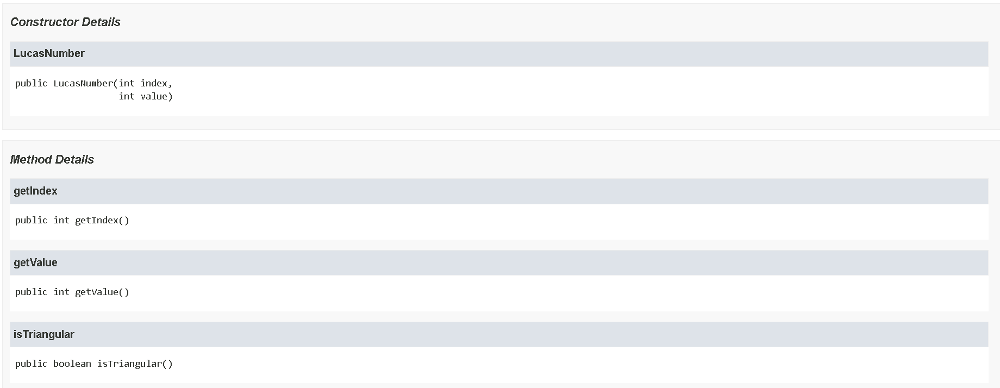 Constructor Details
LucasNumber
public LucasNumber(int index,
                   int value)
Method Details
getIndex
public int getIndex()
getValue
public int getValue()
isTriangular
public boolean isTriangular()